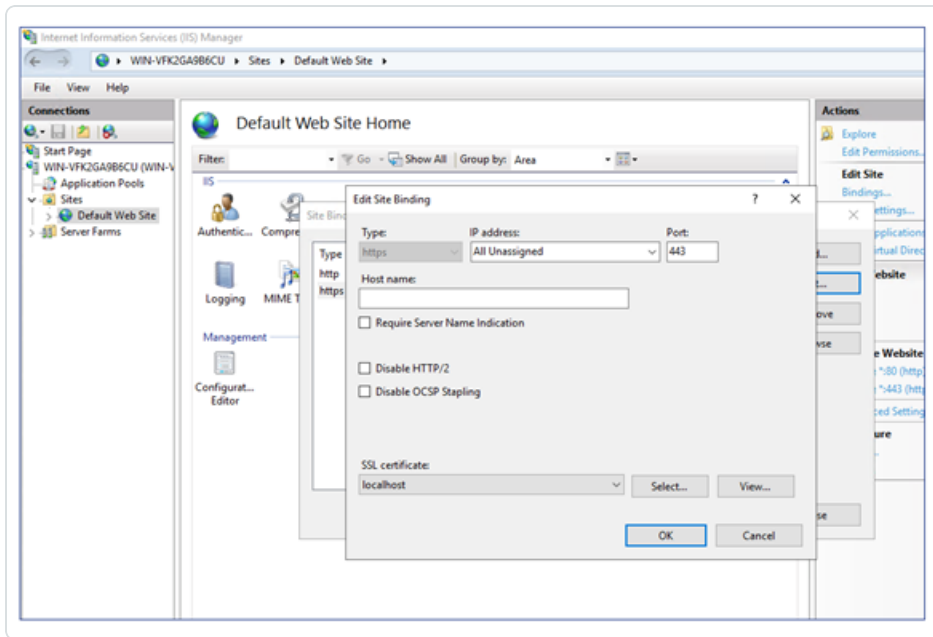 Internet Information Services (IIS) Manager
WIN-VFK2GA9B6CU Sites Default Web Site
File View Help
Connections
Start Page
WIN-VFK2GA9B6CU (WIN-V
Application Pools
Sites
Default Web Site
Server Farms
Default Web Site Home
Filter: Go Show All Group by: Area
IIS
Authentic... Compre
Logging MIME T
Management
Configurat...
Editor
Site Bind
Type
http
https
Edit Site Binding ?
Type: IP address: Port:
https All Unassigned 443
Host name:
Require Server Name Indication
Disable HTTP/2
Disable OCSP Stapling
SSL certificate:
localhost Select... View...
OK Cancel
Actions
Explore
Edit Permissions..
Edit Site
Bindings...
ettings...
pplications
irtual Direc
ebsite
ove
wse
e Website
*:80 (http)
*:443 (http
ced Setting
ure
se